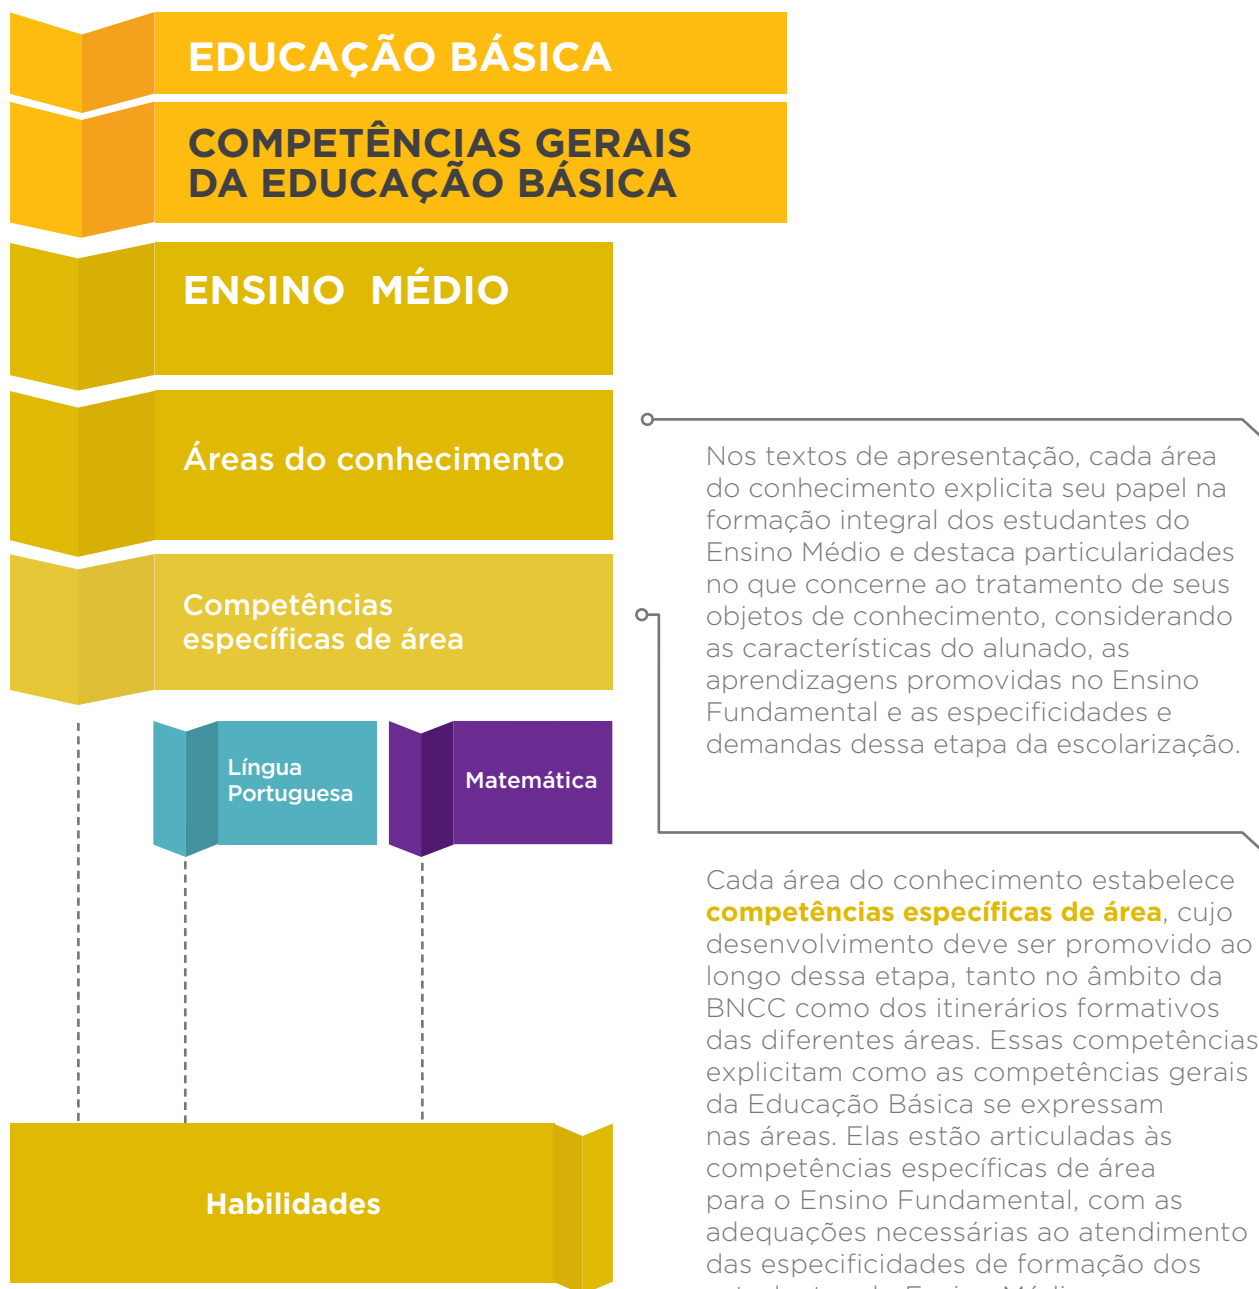 EDUCAÇÃO BÁSICA
COMPETÊNCIAS GERAIS
DA EDUCAÇÃO BÁSICA
ENSINO MÉDIO
Áreas do conhecimento
Competências
específicas de área
Língua
Portuguesa
Matemática
Habilidades
Nos textos de apresentação, cada área
do conhecimento explicita seu papel na
formação integral dos estudantes do
Ensino Médio e destaca particularidades
no que concerne ao tratamento de seus
objetos de conhecimento, considerando
as características do alunado, as
aprendizagens promovidas no Ensino
Fundamental e as especificidades e
demandas dessa etapa da escolarização.
Cada área do conhecimento estabelece
competências específicas de área, cujo
desenvolvimento deve ser promovido ao
longo dessa etapa, tanto no âmbito da
BNCC como dos itinerários formativos
das diferentes áreas. Essas competências
explicitam como as competências gerais
da Educação Básica se expressam
nas áreas. Elas estão articuladas às
competências específicas de área
para o Ensino Fundamental, com as
adequações necessárias ao atendimento
das especificidades de formação dos